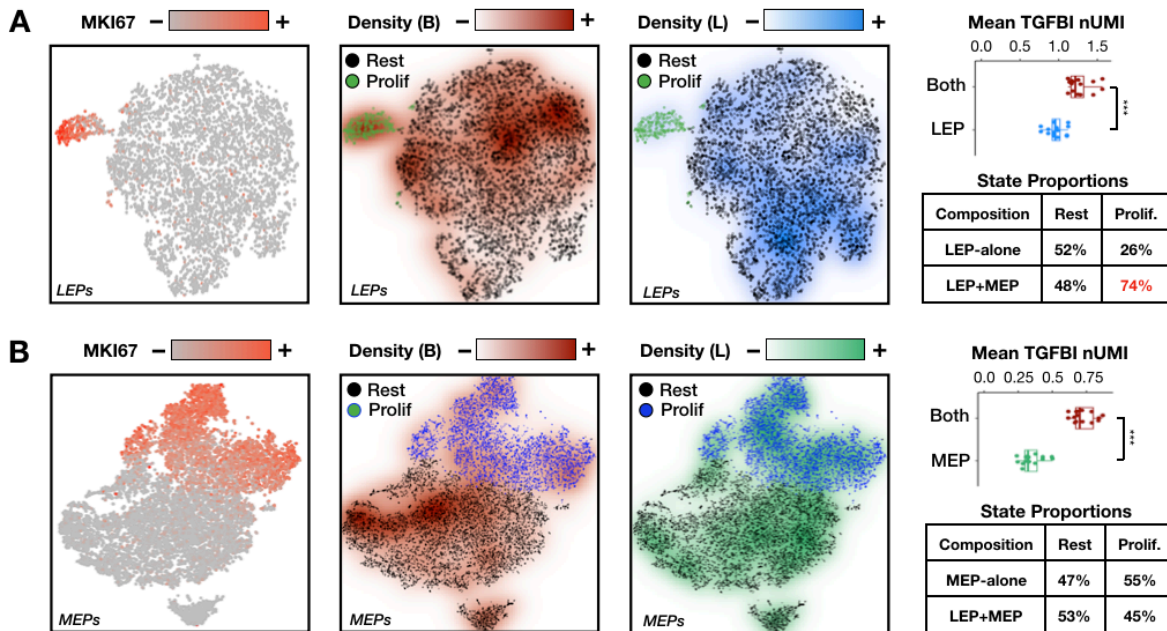 A MKI67 − + Density (B) − + Density (L) − + Mean TGFBI nUMI
0.0 0.5 1.0 1.5
Rest
Prolif
Rest
Prolif
Both
LEP
***
State Proportions
Composition Rest Prolif.
LEP-alone 52% 26%
LEP+MEP 48% 74%
LEPs LEPs LEPs
B MKI67 − + Density (B) − + Density (L) − + Mean TGFBI nUMI
0.0 0.25 0.5 0.75
Rest
Prolif
Rest
Prolif
Both
MEP
***
State Proportions
Composition Rest Prolif.
MEP-alone 47% 55%
LEP+MEP 53% 45%
MEPs MEPs MEPs